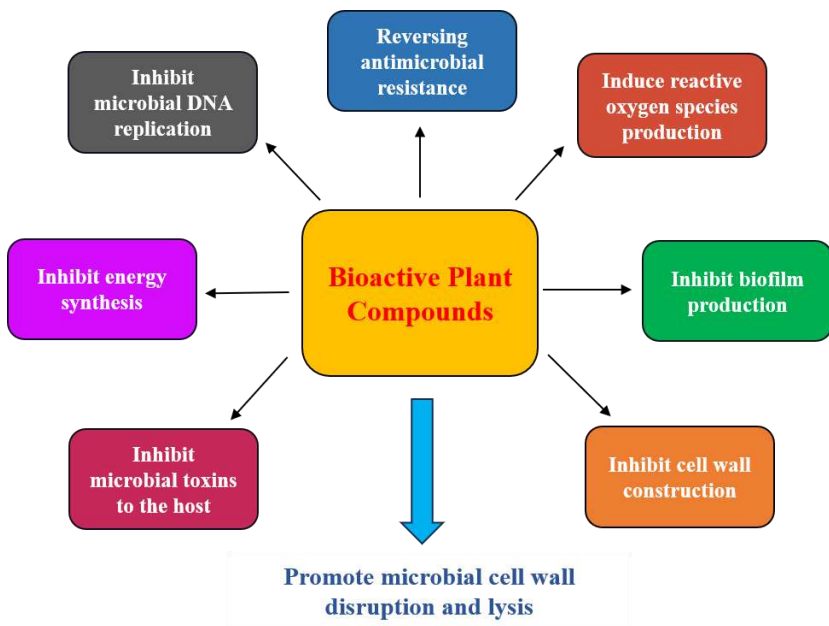 Reversing
antimicrobial
resistance
Inhibit
microbial DNA
replication
Induce reactive
oxygen species
production
Inhibit energy
synthesis
Bioactive Plant
Compounds
Inhibit biofilm
production
Inhibit
microbial toxins
to the host
Inhibit cell wall
construction
Promote microbial cell wall
disruption and lysis